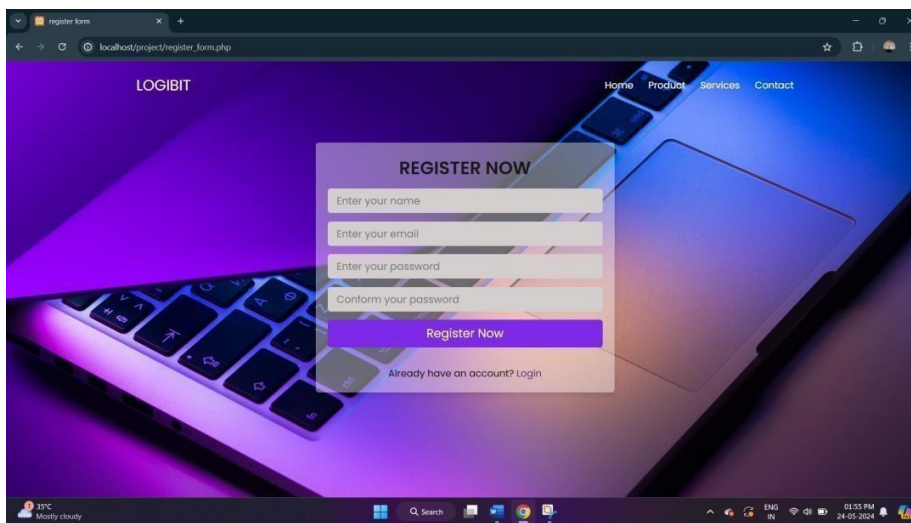 register form
localhost/project/register_form.php
LOGIBIT
Home Product Services Contact
REGISTER NOW
Enter your name
Enter your email
Enter your password
Conform your password
Register Now
Already have an account? Login
35°C
Mostly cloudy
Search
ENG
IN
01:55 PM
24-05-2024